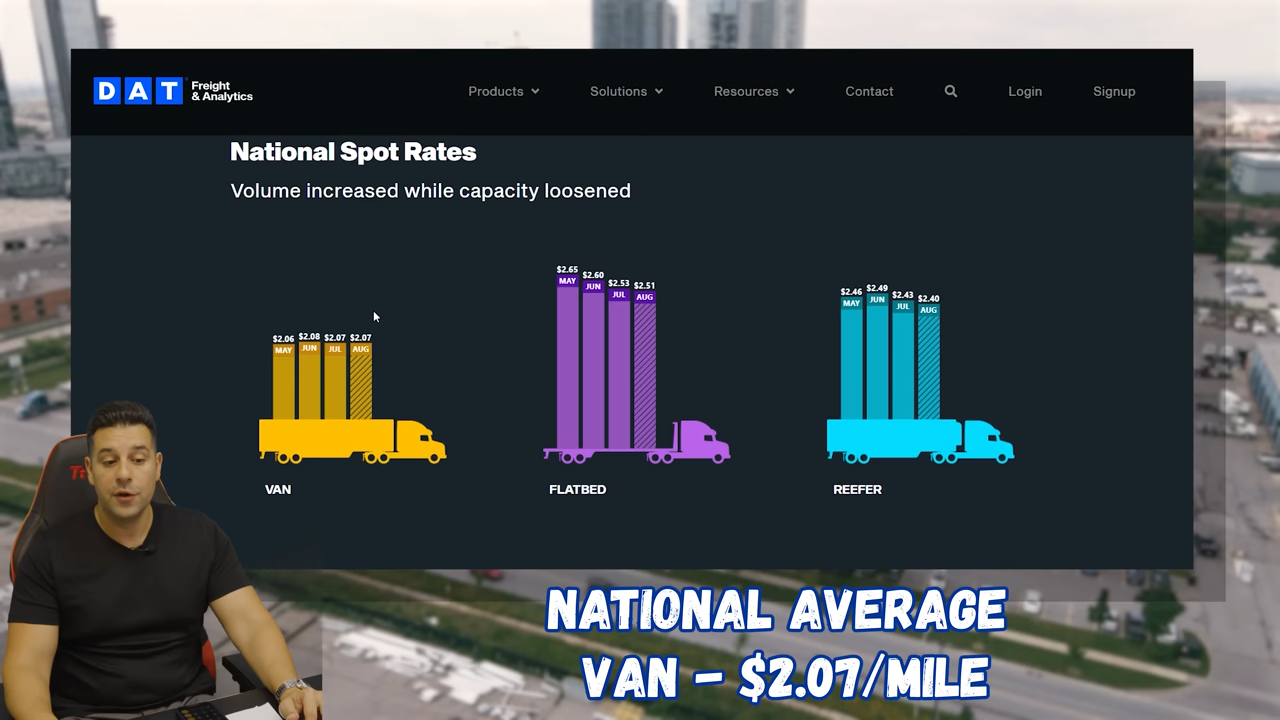 DAT Freight & Analytics
Products
Solutions
Resources
Contact
Login
Signup
National Spot Rates
Volume increased while capacity loosened
$2.06 $2.08 $2.07 $2.07
MAY JUN JUL AUG
VAN
$2.65 $2.60 $2.53 $2.51
MAY JUN JUL AUG
FLATBED
$2.46 $2.49 $2.43 $2.40
MAY JUN JUL AUG
REEFER
NATIONAL AVERAGE
VAN – $2.07/MILE